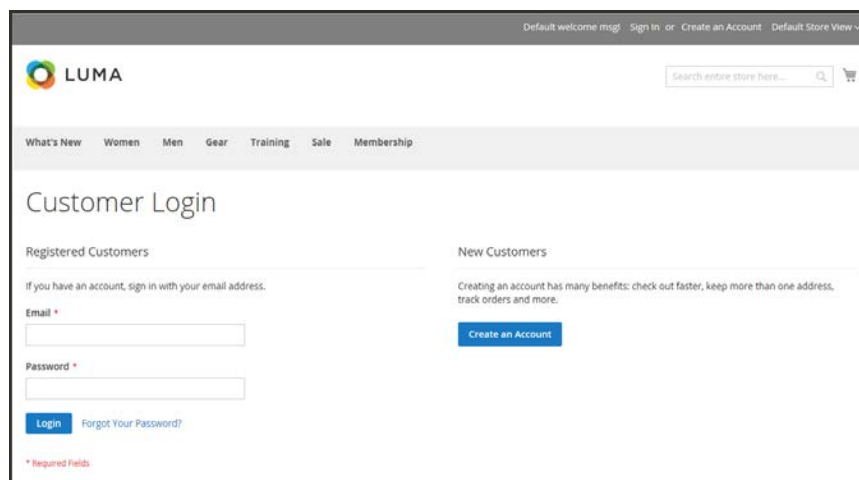 Default welcome msg! Sign In or Create an Account Default Store View
LUMA
Search entire store here...
What's New Women Men Gear Training Sale Membership
Customer Login
Registered Customers
If you have an account, sign in with your email address.
Email *
Password *
Login Forgot Your Password?
* Required Fields
New Customers
Creating an account has many benefits: check out faster, keep more than one address,
track orders and more.
Create an Account